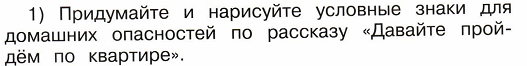 1) Придумайте и нарисуйте условные знаки для
домашних опасностей по рассказу «Давайте прой-
дём по квартире».